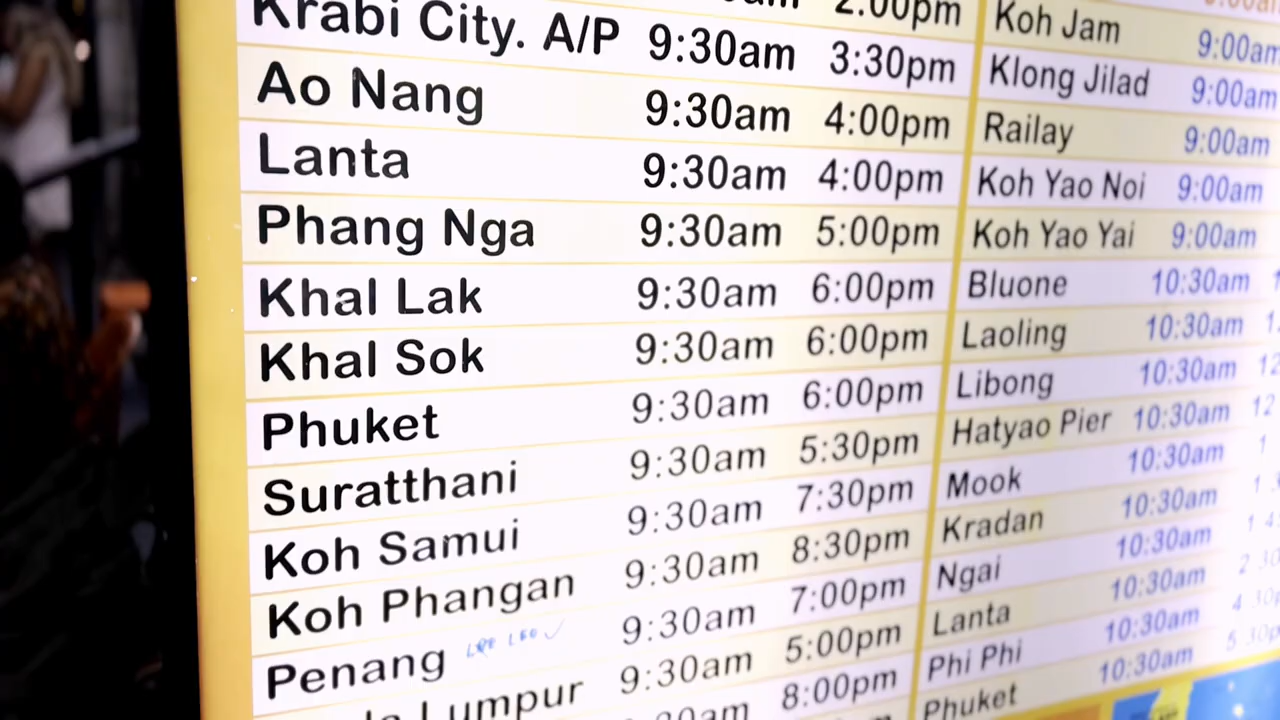 2:00pm
Krabi City. A/P 9:30am 3:30pm Koh Jam 9:00am
Ao Nang 9:30am 4:00pm Klong Jilad 9:00am
Lanta 9:30am 4:00pm Railay 9:00am
Phang Nga 9:30am 5:00pm Koh Yao Noi 9:00am
Khal Lak 9:30am 6:00pm Koh Yao Yai 9:00am
Khal Sok 9:30am 6:00pm Bluone 10:30am
Phuket 9:30am 6:00pm Laoling 10:30am
Suratthani 9:30am 5:30pm Libong 10:30am
Koh Samui 9:30am 7:30pm Hatyao Pier 10:30am
Koh Phangan 9:30am 8:30pm Mook 10:30am
Penang 9:30am 7:00pm Kradan 10:30am
Lumpur 9:30am 5:00pm Ngai 10:30am
8:00pm Lanta 10:30am
Phi Phi 10:30am
Phuket 10:30am